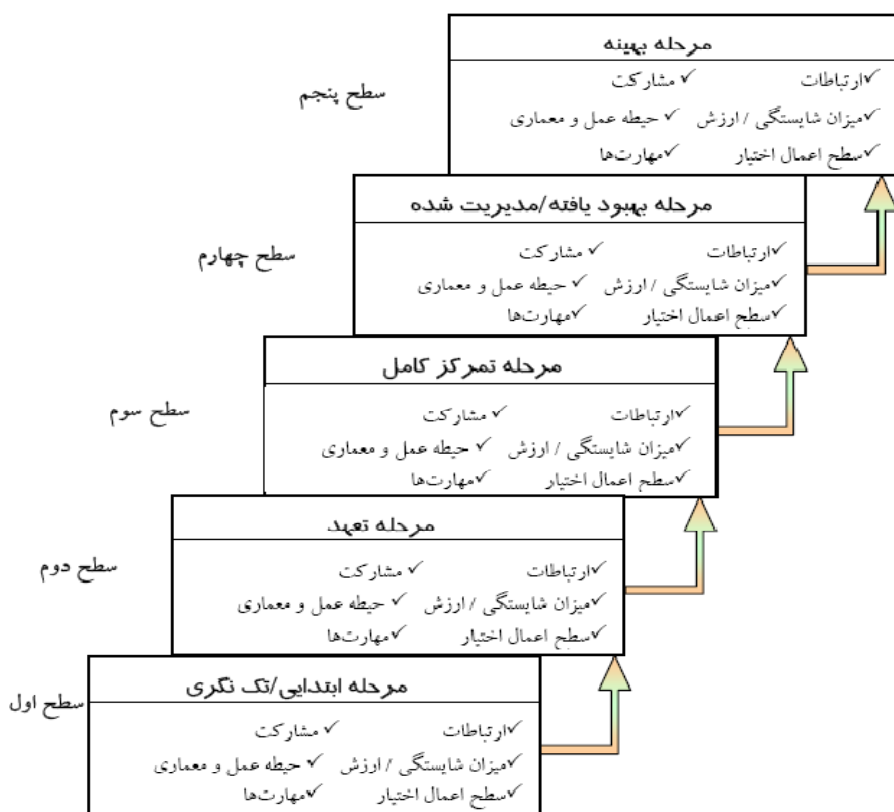 مرحله بهینه
✓ارتباطات ✓ مشارکت
✓میزان شایستگی / ارزش ✓ حیطه عمل و معماری
✓سطح اعمال اختیار ✓مهارت‌ها
سطح پنجم
مرحله بهبود یافته/مدیریت شده
✓ارتباطات ✓ مشارکت
✓میزان شایستگی / ارزش ✓ حیطه عمل و معماری
✓سطح اعمال اختیار ✓مهارت‌ها
سطح چهارم
مرحله تمرکز کامل
✓ارتباطات ✓ مشارکت
✓میزان شایستگی / ارزش ✓ حیطه عمل و معماری
✓سطح اعمال اختیار ✓مهارت‌ها
سطح سوم
مرحله تعهد
✓ارتباطات ✓ مشارکت
✓میزان شایستگی / ارزش ✓ حیطه عمل و معماری
✓سطح اعمال اختیار ✓مهارت‌ها
سطح دوم
مرحله ابتدایی/تک نگری
✓ارتباطات ✓ مشارکت
✓میزان شایستگی / ارزش ✓ حیطه عمل و معماری
✓سطح اعمال اختیار ✓مهارت‌ها
سطح اول